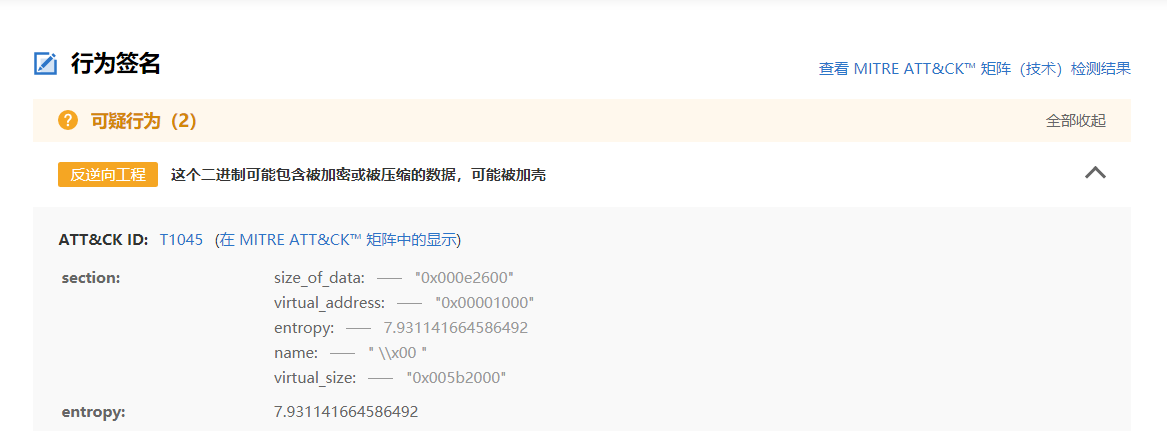 行为签名
查看 MITRE ATT&CK™ 矩阵（技术）检测结果
? 可疑行为（2） 全部收起
反逆向工程 这个二进制可能包含被加密或被压缩的数据，可能被加壳
ATT&CK ID: T1045 (在 MITRE ATT&CK™ 矩阵中的显示)
section: size_of_data: —— "0x000e2600"
virtual_address: —— "0x00001000"
entropy: —— 7.931141664586492
name: —— " \\x00 "
virtual_size: —— "0x005b2000"
entropy: 7.931141664586492